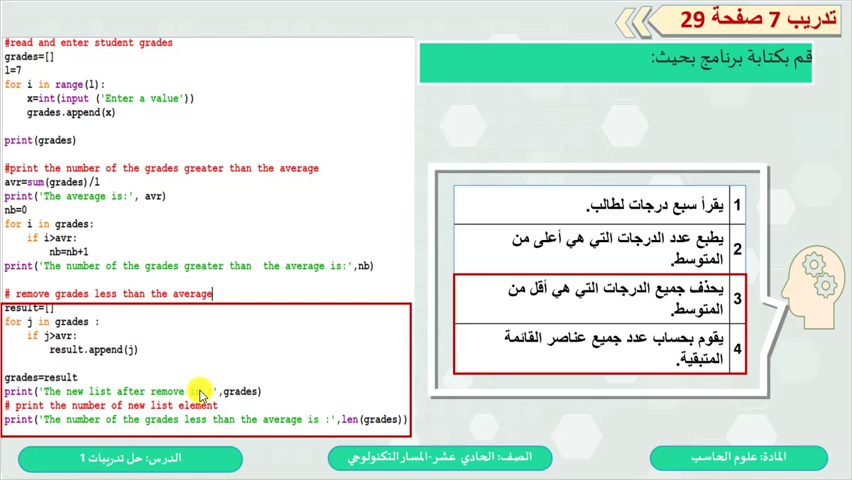 تدريب 7 صفحة 29
قم بكتابة برنامج بحيث:
#read and enter student grades
grades=[]
l=7
for i in range(l):
    x=int(input ('Enter a value'))
    grades.append(x)
print(grades)
#print the number of the grades greater than the average
avr=sum(grades)/l
print('The average is:', avr)
nb=0
for i in grades:
    if i>avr:
        nb=nb+1
print('The number of the grades greater than  the average is:',nb)
# remove grades less than the average
result=[]
for j in grades :
    if j>avr:
        result.append(j)
grades=result
print('The new list after remove is :',grades)
# print the number of new list element
print('The number of the grades less than the average is :',len(grades))
1 يقرأ سبع درجات لطالب.
2 يطبع عدد الدرجات التي هي أعلى من
المتوسط.
3 يحذف جميع الدرجات التي هي أقل من
المتوسط.
4 يقوم بحساب عدد جميع عناصر القائمة
المتبقية.
المادة: علوم الحاسب
الصف: الحادي عشر-المسار التكنولوجي
الدرس: حل تدريبات 1